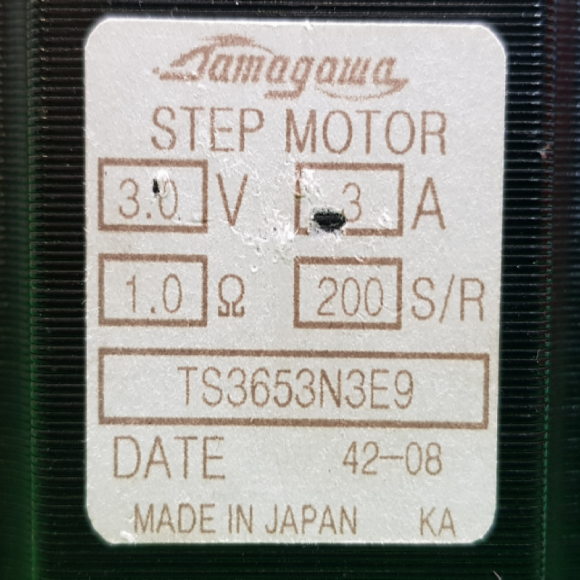 Tamagawa
STEP MOTOR
3.0 V 3 A
1.0 Ω 200 S/R
TS3653N3E9
DATE 42-08
MADE IN JAPAN KA